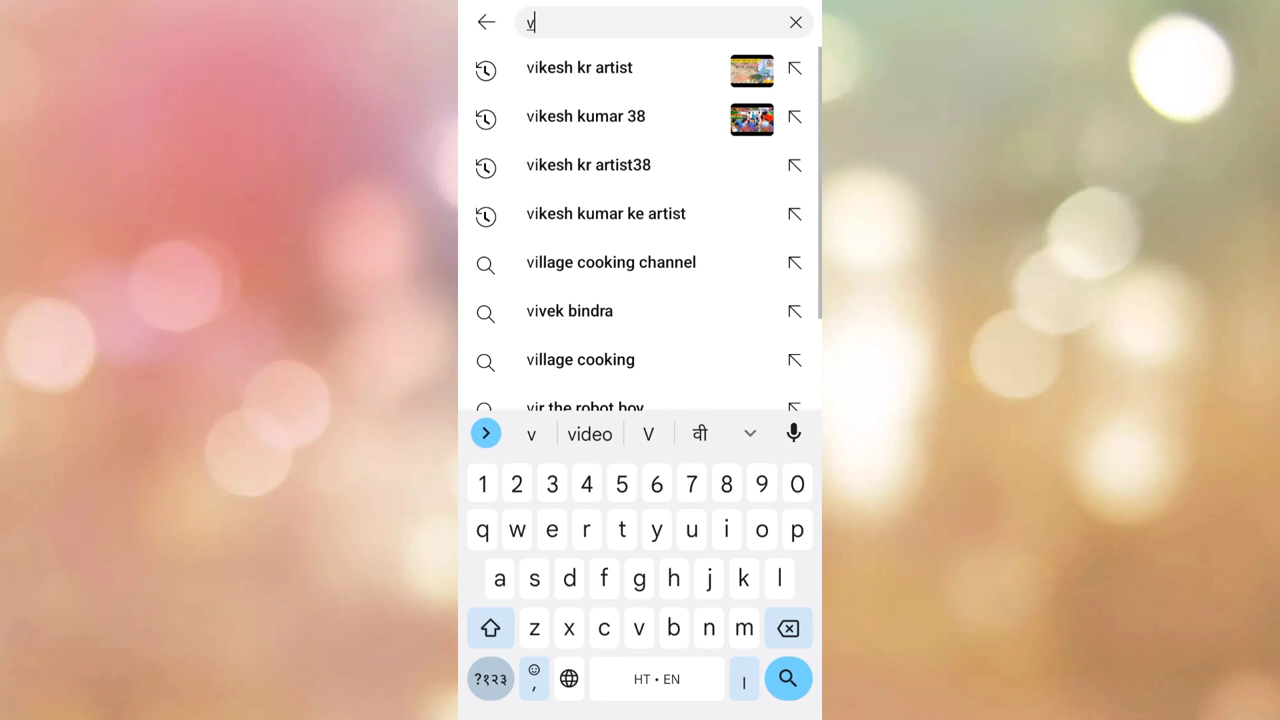 v
vikesh kr artist
vikesh kumar 38
vikesh kr artist38
vikesh kumar ke artist
village cooking channel
vivek bindra
village cooking
vir the robot boy
v video V वी
1 2 3 4 5 6 7 8 9 0
q w e r t y u i o p
a s d f g h j k l
z x c v b n m
?१२३ , HT • EN ।